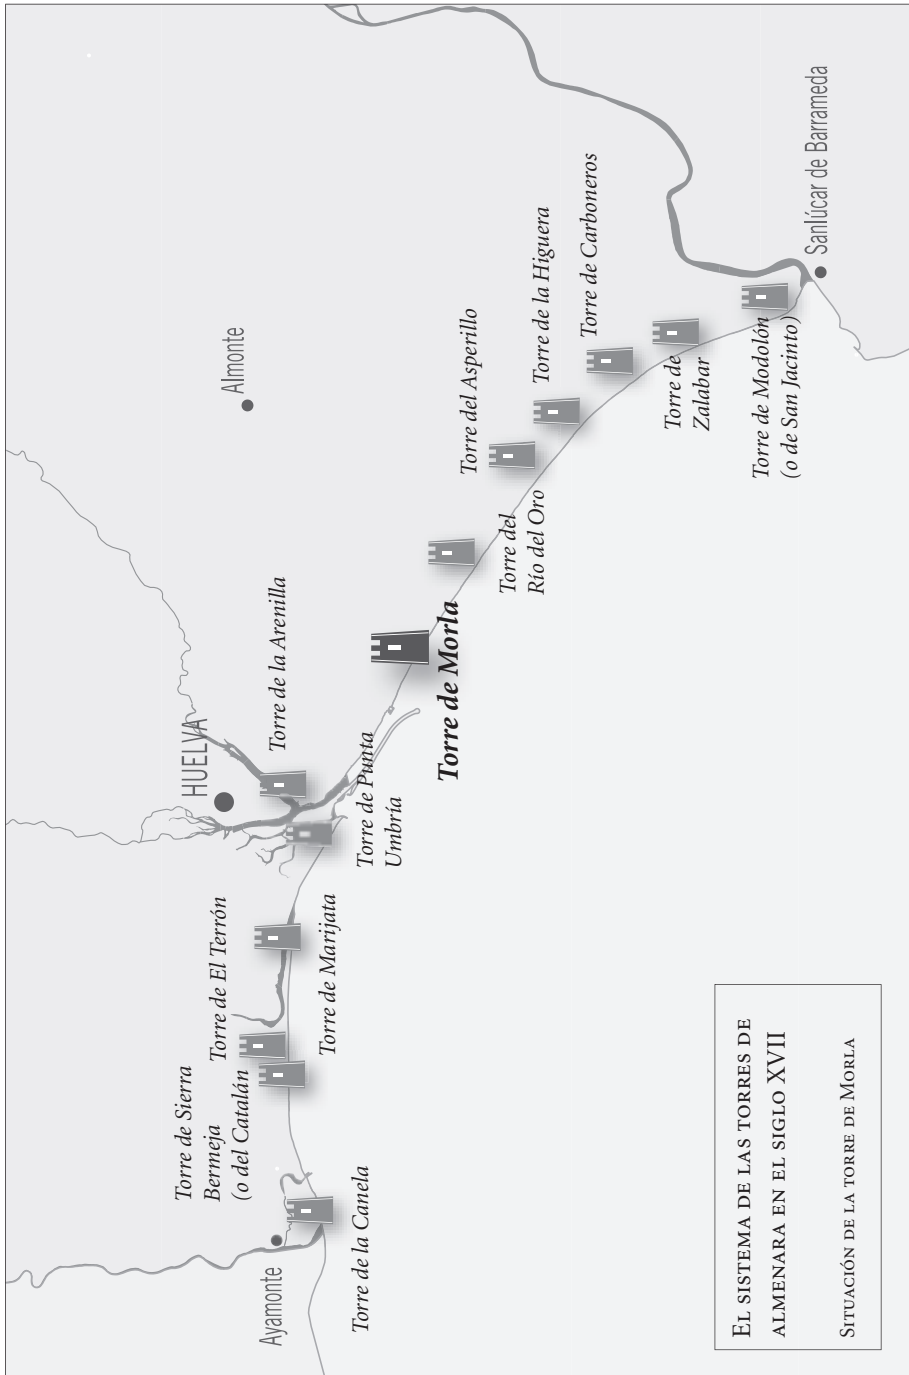 HUELVA
Almonte
Ayamonte
Sanlúcar de Barrameda
Torre de Sierra
Bermeja
(o del Catalán)
Torre de El Terrón
Torre de la Canela
Torre de Marijata
Torre de Punta
Umbría
Torre de la Arenilla
Torre de Morla
Torre del
Río del Oro
Torre del Asperillo
Torre de la Higuera
Torre de Carboneros
Torre de
Zalabar
Torre de Modolón
(o de San Jacinto)
El sistema de las torres de
almenara en el siglo XVII
Situación de la torre de Morla